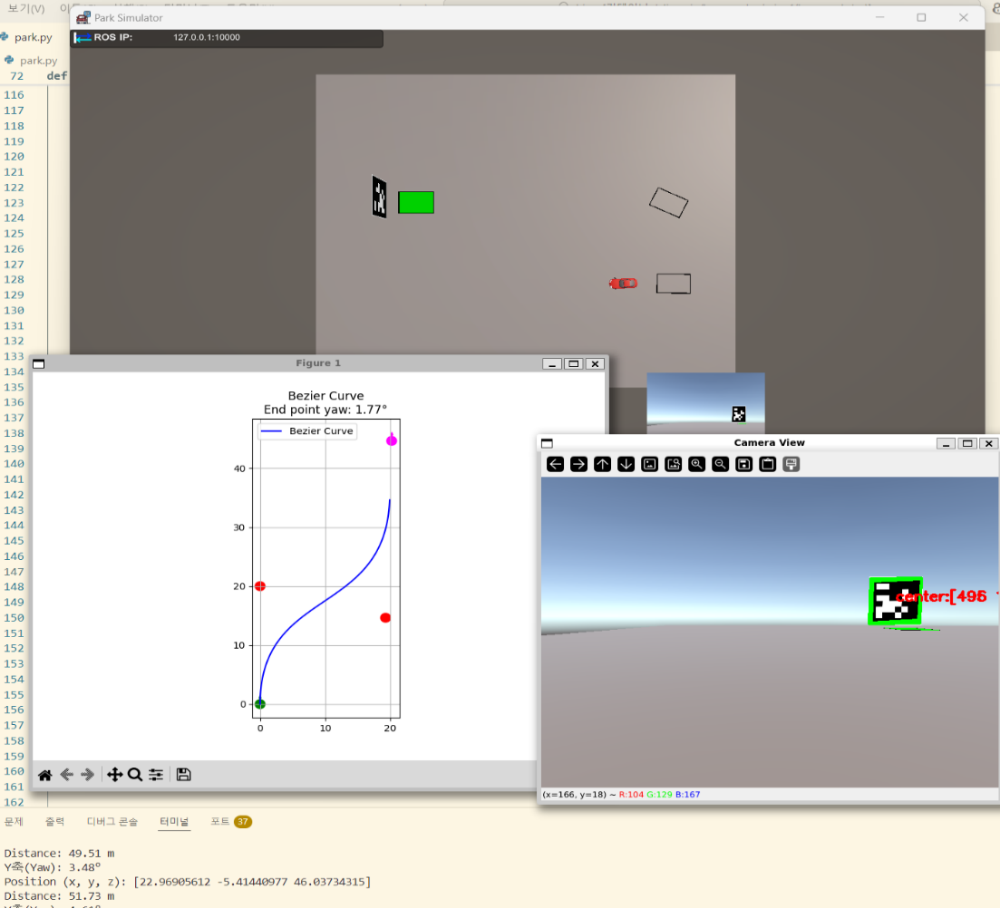 보기(V)
Park Simulator
park.py
ROS IP: 127.0.0.1:10000
park.py
72 def
116
117
118
119
120
121
122
123
124
125
126
127
128
129
130
131
132
133
134
135
136
137
138
139
140
141
142
143
144
145
146
147
148
149
150
151
152
153
154
155
156
157
158
159
160
161
162
Figure 1
Bezier Curve
End point yaw: 1.77°
Bezier Curve
40
30
20
10
0
0 10 20
Camera View
center:[496
(x=166, y=18) ~ R:104 G:129 B:167
문제 출력 디버그 콘솔 터미널 포트 37
Distance: 49.51 m
Y축(Yaw): 3.48°
Position (x, y, z): [22.96905612 -5.41440977 46.03734315]
Distance: 51.73 m